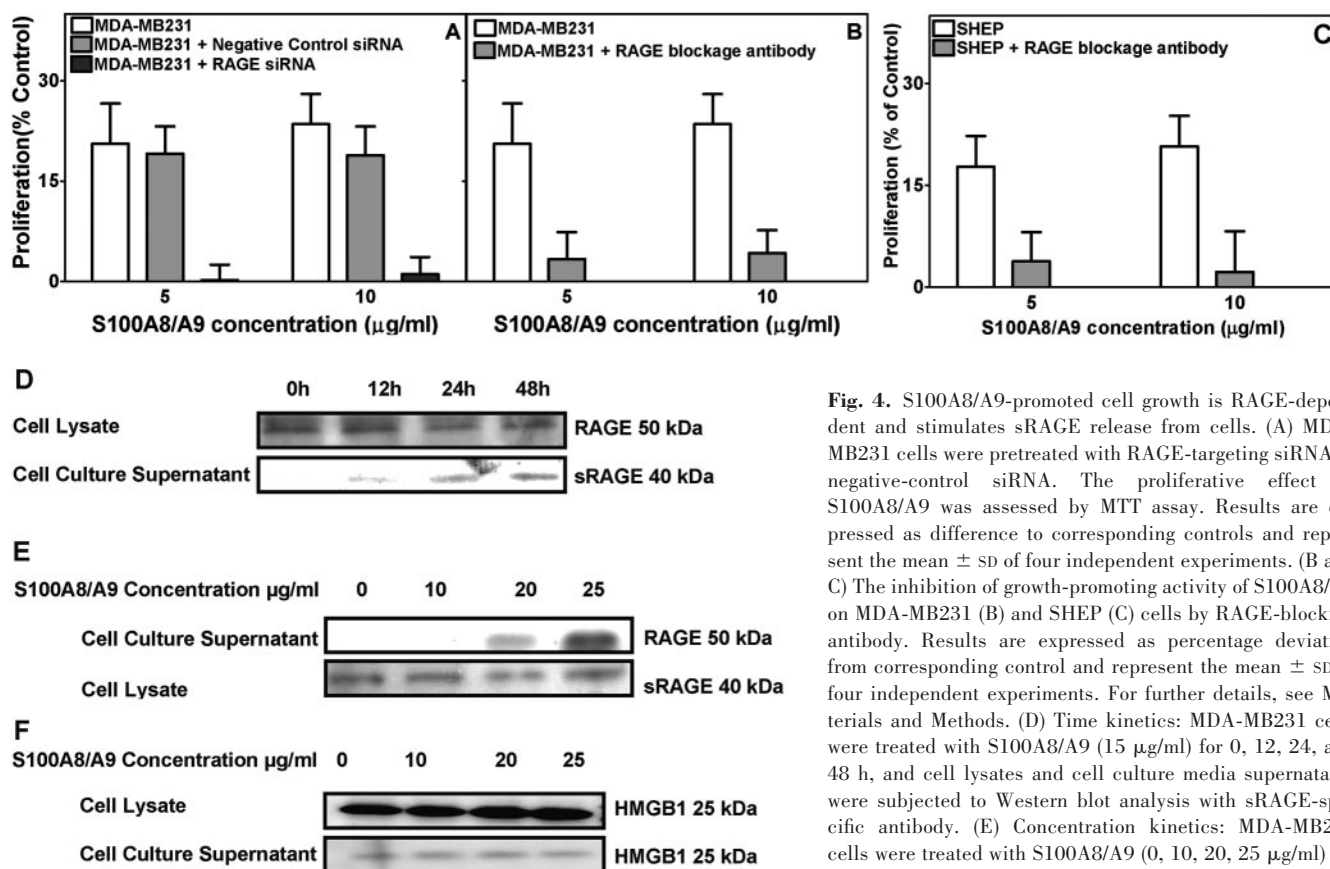 MDA-MB231
MDA-MB231 + Negative Control siRNA
MDA-MB231 + RAGE siRNA
A
Proliferation(% Control)
30
15
0
5
10
S100A8/A9 concentration (μg/ml)
MDA-MB231
MDA-MB231 + RAGE blockage antibody
B
5
10
S100A8/A9 concentration (μg/ml)
SHEP
SHEP + RAGE blockage antibody
C
Proliferation (% of Control)
30
15
0
5
10
S100A8/A9 concentration (μg/ml)
D
0h 12h 24h 48h
Cell Lysate RAGE 50 kDa
Cell Culture Supernatant sRAGE 40 kDa
E
S100A8/A9 Concentration μg/ml 0 10 20 25
Cell Culture Supernatant RAGE 50 kDa
Cell Lysate sRAGE 40 kDa
F
S100A8/A9 Concentration μg/ml 0 10 20 25
Cell Lysate HMGB1 25 kDa
Cell Culture Supernatant HMGB1 25 kDa
Fig. 4. S100A8/A9-promoted cell growth is RAGE-depe
dent and stimulates sRAGE release from cells. (A) MD
MB231 cells were pretreated with RAGE-targeting siRNA
negative-control siRNA. The proliferative effect
S100A8/A9 was assessed by MTT assay. Results are
pressed as difference to corresponding controls and rep
sent the mean ± SD of four independent experiments. (B a
C) The inhibition of growth-promoting activity of S100A8/
on MDA-MB231 (B) and SHEP (C) cells by RAGE-blocki
antibody. Results are expressed as percentage deviati
from corresponding control and represent the mean ± SD
four independent experiments. For further details, see M
terials and Methods. (D) Time kinetics: MDA-MB231 ce
were treated with S100A8/A9 (15 μg/ml) for 0, 12, 24, a
48 h, and cell lysates and cell culture media supernata
were subjected to Western blot analysis with sRAGE-sp
cific antibody. (E) Concentration kinetics: MDA-MB2
cells were treated with S100A8/A9 (0, 10, 20, 25 μg/ml)